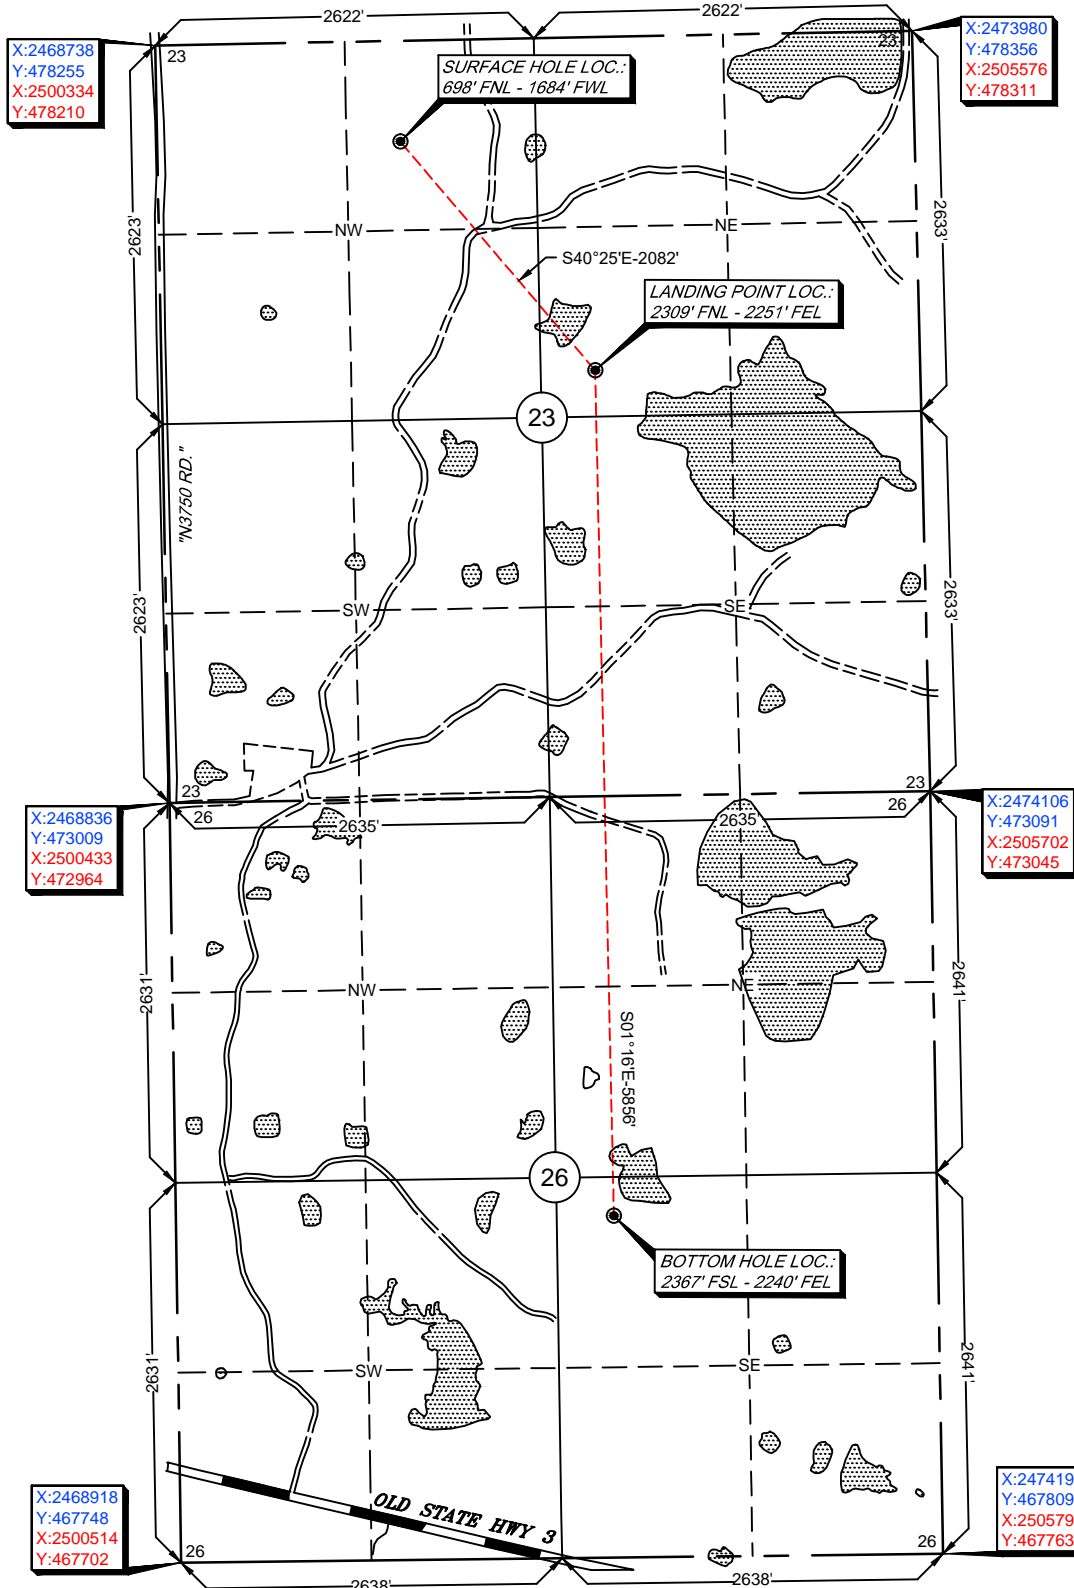 2622'
2622'
X:2468738
Y:478255
X:2500334
Y:478210
23
SURFACE HOLE LOC.:
698' FNL - 1684' FWL
23
X:2473980
Y:478356
X:2505576
Y:478311
2623'
NW
NE
2633'
S40°25'E-2082'
LANDING POINT LOC.:
2309' FNL - 2251' FEL
23
"N3750 RD."
2623'
SW
SE
2633'
23
26
2635'
2635'
23
26
X:2468836
Y:473009
X:2500433
Y:472964
X:2474106
Y:473091
X:2505702
Y:473045
2631'
NW
NE
2641'
S01°16'E-5856'
26
BOTTOM HOLE LOC.:
2367' FSL - 2240' FEL
2631'
SW
SE
2641'
OLD STATE HWY 3
X:2468918
Y:467748
X:2500514
Y:467702
26
26
X:247419
Y:467809
X:250579
Y:467763
2638'
2638'